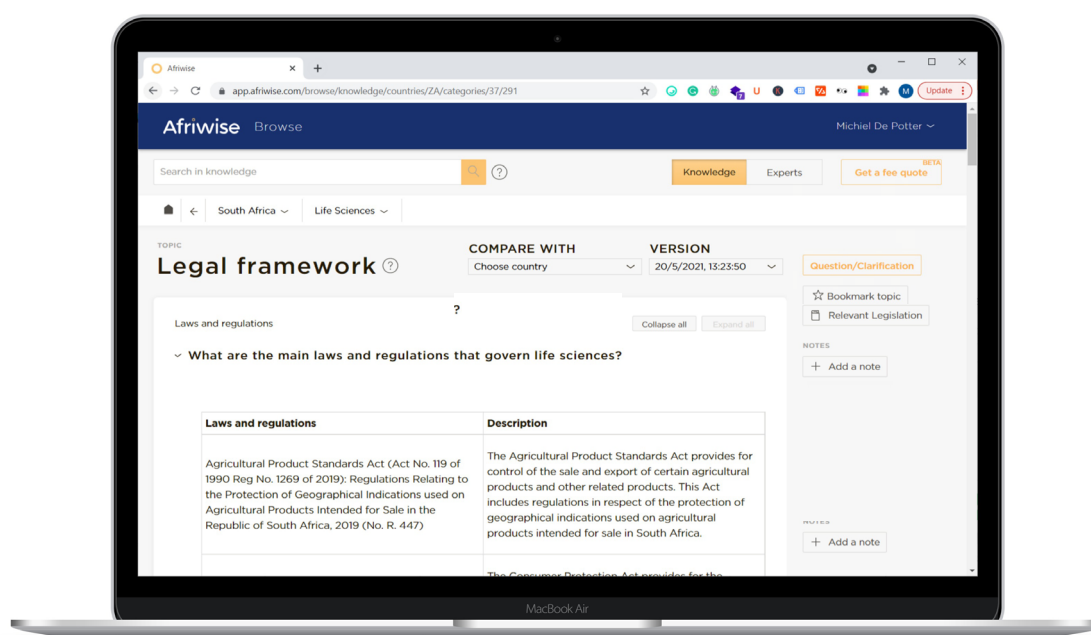 Afriwise
app.afriwise.com/browse/knowledge/countries/ZA/categories/37/291
Update
Afriwise Browse
Michiel De Potter
Search in knowledge
?
Knowledge
Experts
BETA
Get a fee quote
South Africa
Life Sciences
TOPIC
Legal framework ?
COMPARE WITH
Choose country
VERSION
20/5/2021, 13:23:50
Question/Clarification
Bookmark topic
Relevant Legislation
?
Laws and regulations
Collapse all
Expand all
NOTES
+ Add a note
What are the main laws and regulations that govern life sciences?
Laws and regulations
Description
Agricultural Product Standards Act (Act No. 119 of
1990 Reg No. 1269 of 2019): Regulations Relating to
the Protection of Geographical Indications used on
Agricultural Products Intended for Sale in the
Republic of South Africa, 2019 (No. R. 447)
The Agricultural Product Standards Act provides for
control of the sale and export of certain agricultural
products and other related products. This Act
includes regulations in respect of the protection of
geographical indications used on agricultural
products intended for sale in South Africa.
NOTES
+ Add a note
The Consumer Protection Act provides for the
MacBook Air